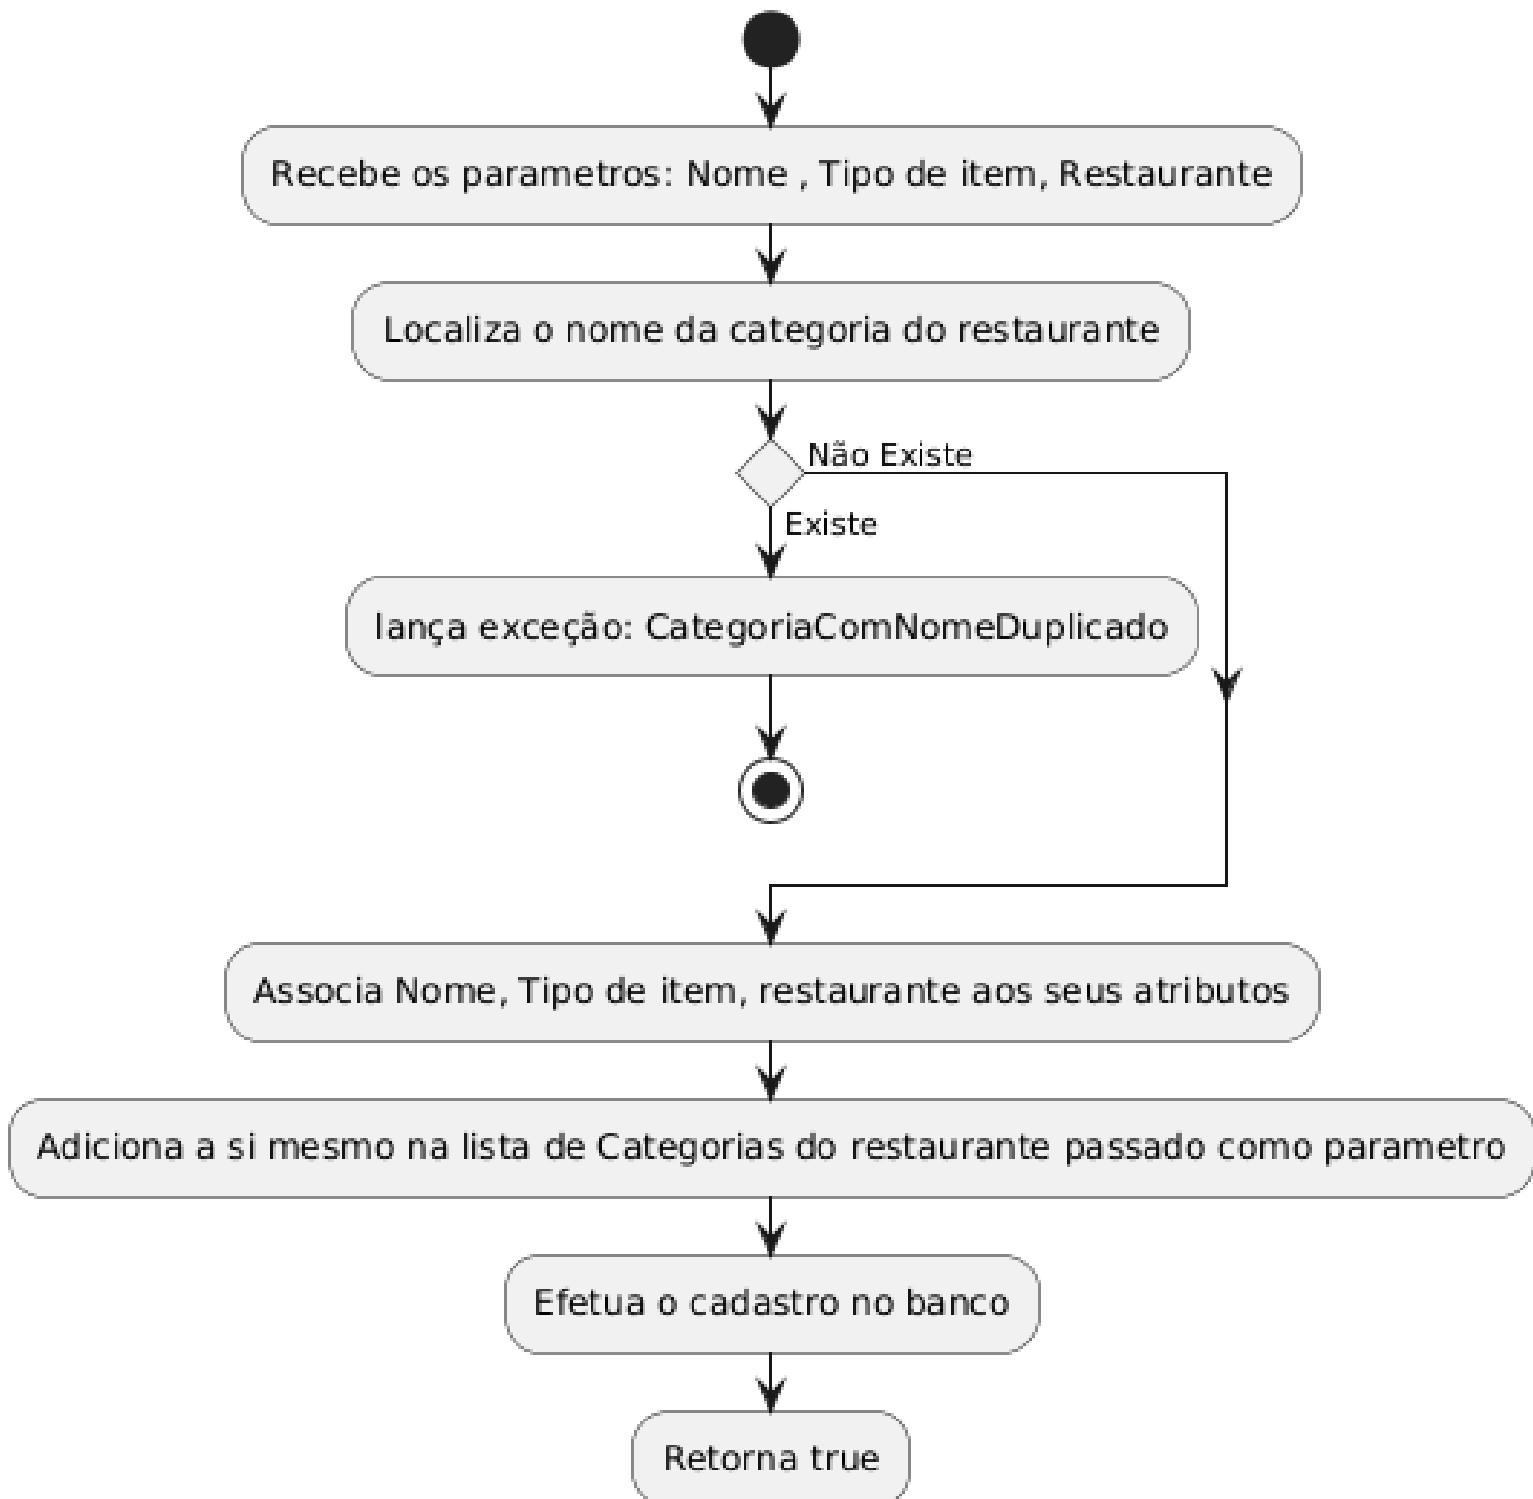 Recebe os parametros: Nome , Tipo de item, Restaurante
Localiza o nome da categoria do restaurante
Não Existe
Existe
lança exceção: CategoriaComNomeDuplicado
Associa Nome, Tipo de item, restaurante aos seus atributos
Adiciona a si mesmo na lista de Categorias do restaurante passado como parametro
Efetua o cadastro no banco
Retorna true